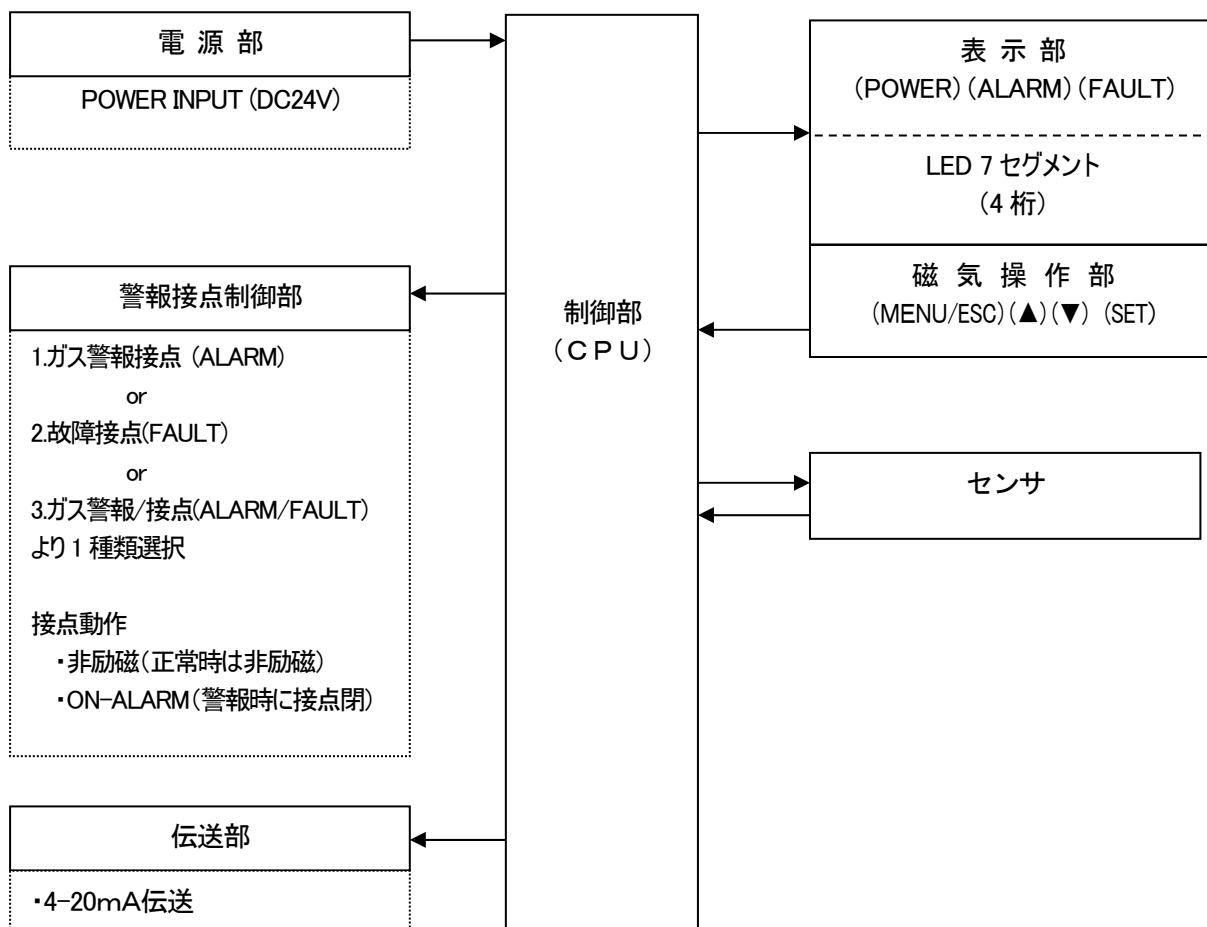 電 源 部
POWER INPUT (DC24V)
警報接点制御部
1.ガス警報接点 (ALARM)
or
2.故障接点(FAULT)
or
3.ガス警報/接点(ALARM/FAULT)
より 1 種類選択
接点動作
・非励磁(正常時は非励磁)
・ON-ALARM(警報時に接点閉)
伝送部
・4-20mA伝送
制御部
(CPU)
表 示 部
(POWER) (ALARM) (FAULT)
LED 7 セグメント
(4 桁)
磁 気 操 作 部
(MENU/ESC) (▲) (▼) (SET)
センサ